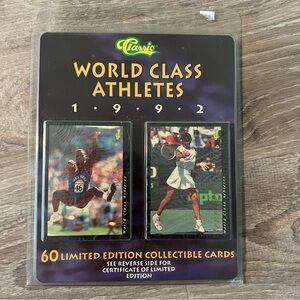 Classic
WORLD CLASS
ATHLETES
1·9·9·2
60 LIMITED EDITION COLLECTIBLE CARDS
SEE REVERSE SIDE FOR
CERTIFICATE OF LIMITED
EDITION